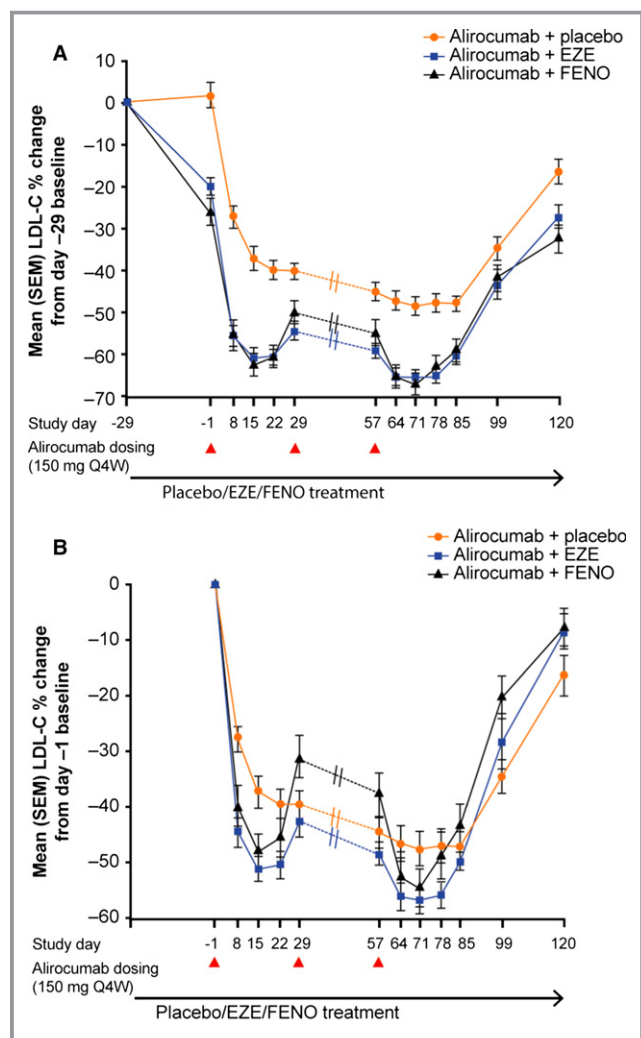 A
Alirocumab + placebo
Alirocumab + EZE
Alirocumab + FENO
Mean (SEM) LDL-C % change
from day –29 baseline
0
–10
–20
–30
–40
–50
–60
–70
Study day
-29 -1 8 15 22 29 57 64 71 78 85 99 120
Alirocumab dosing
(150 mg Q4W)
Placebo/EZE/FENO treatment
B
Alirocumab + placebo
Alirocumab + EZE
Alirocumab + FENO
Mean (SEM) LDL-C % change
from day –1 baseline
0
–10
–20
–30
–40
–50
–60
Study day -1 8 15 22 29 57 64 71 78 85 99 120
Alirocumab dosing
(150 mg Q4W)
Placebo/EZE/FENO treatment